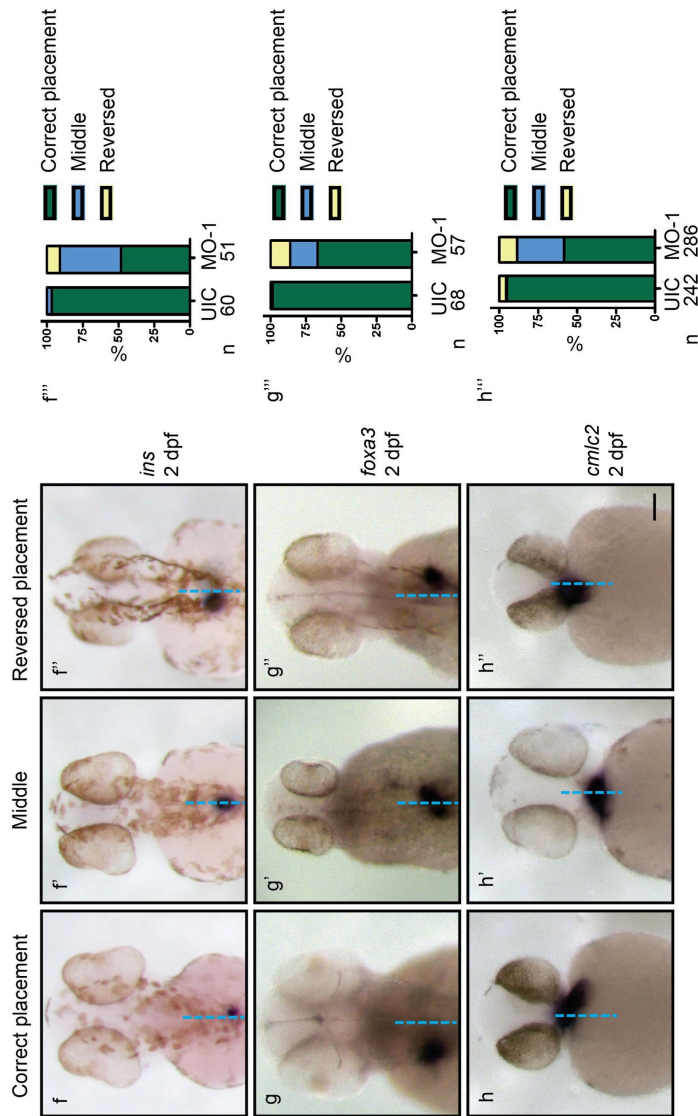 Correct placement
Middle
Reversed placement
f
f'
f''
ins
2 dpf
f'''
100
75
50
25
0
%
UIC
MO-1
n
60
51
Correct placement
Middle
Reversed
g
g'
g''
foxa3
2 dpf
g'''
100
75
50
25
0
%
UIC
MO-1
n
68
57
Correct placement
Middle
Reversed
h
h'
h''
cmlc2
2 dpf
h'''
100
75
50
25
0
%
UIC
MO-1
n
242
286
Correct placement
Middle
Reversed